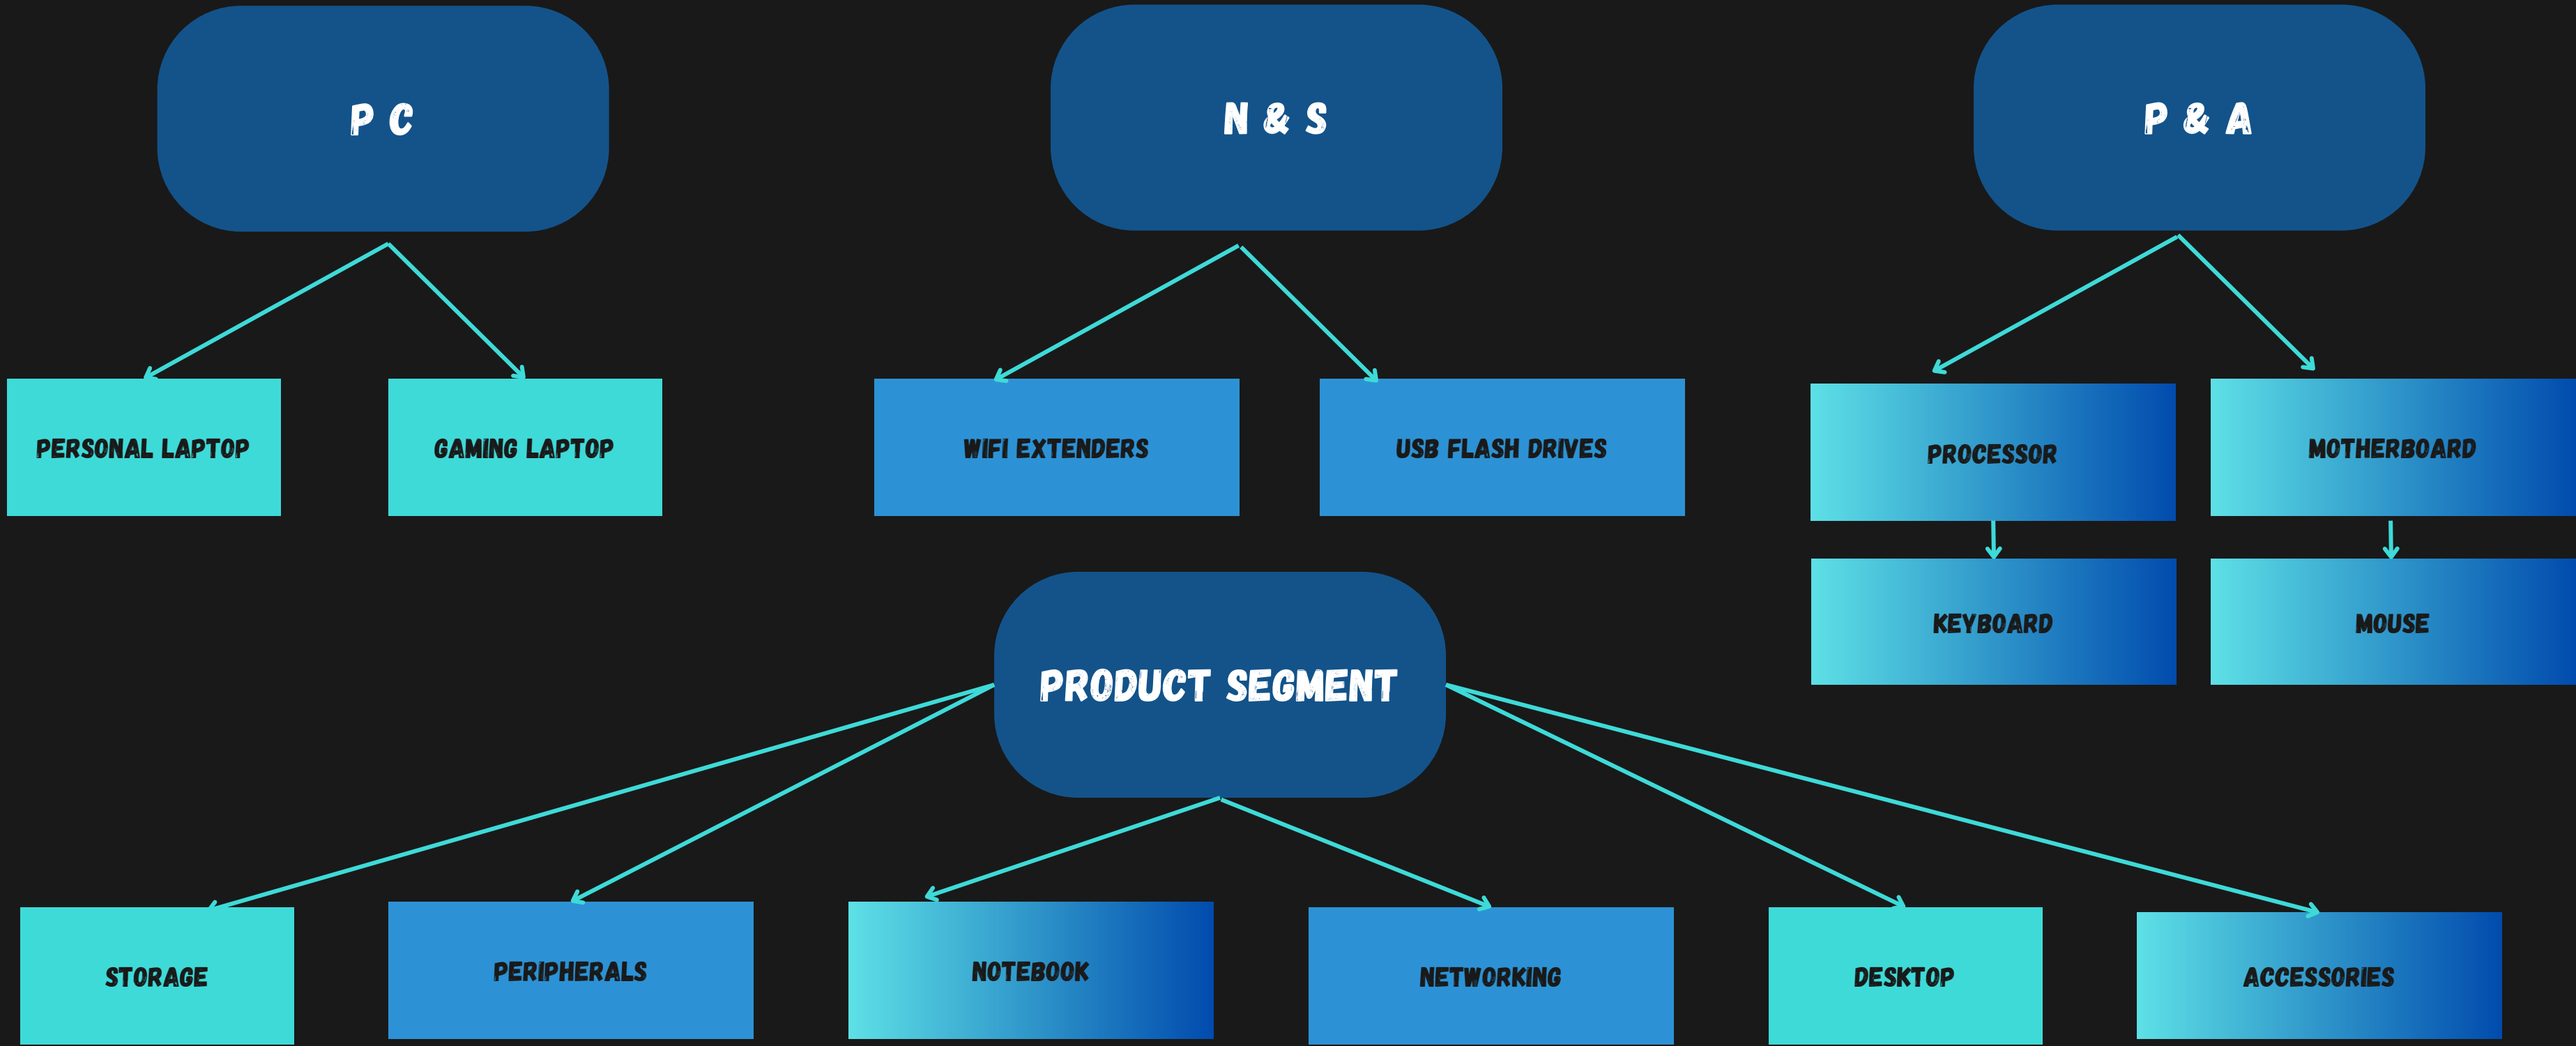 P C
N & S
P & A
PERSONAL LAPTOP
GAMING LAPTOP
WIFI EXTENDERS
USB FLASH DRIVES
PROCESSOR
MOTHERBOARD
KEYBOARD
MOUSE
PRODUCT SEGMENT
STORAGE
PERIPHERALS
NOTEBOOK
NETWORKING
DESKTOP
ACCESSORIES